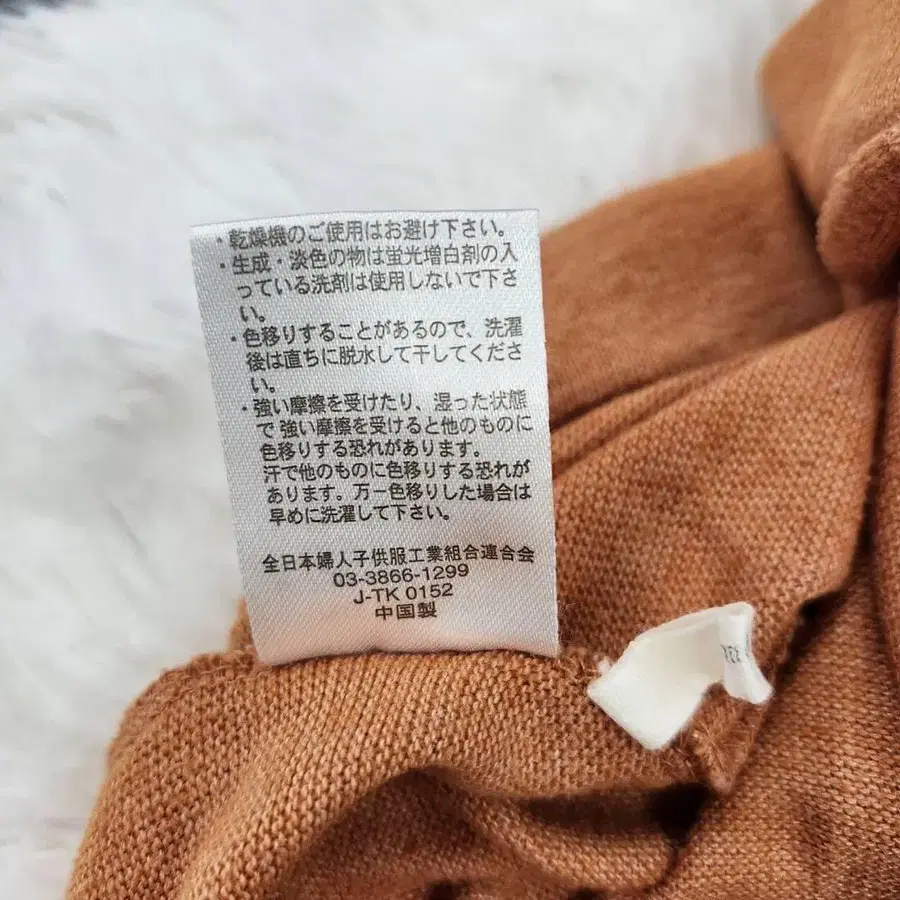 ・乾燥機のご使用はお避け下さい。
・生成・淡色の物は蛍光増白剤の入
っている洗剤は使用しないで下さ
い。
・色移りすることがあるので、洗濯
後は直ちに脱水して干してくださ
い。
・強い摩擦を受けたり、湿った状態
で強い摩擦を受けると他のものに
色移りする恐れがあります。
汗で他のものに色移りする恐れが
あります。万一色移りした場合は
早めに洗濯して下さい。
全日本婦人子供服工業組合連合会
03-3866-1299
J-TK 0152
中国製